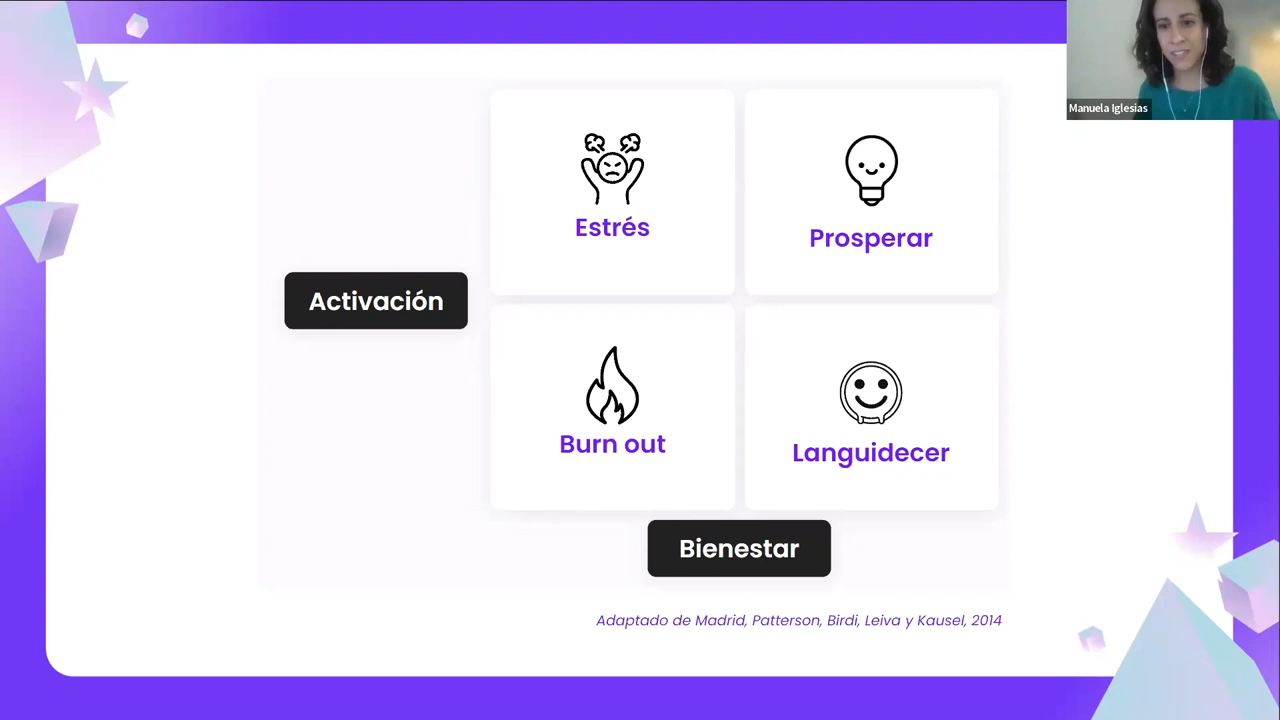 Manuela Iglesias
Estrés
Prosperar
Activación
Burn out
Languidecer
Bienestar
Adaptado de Madrid, Patterson, Birdi, Leiva y Kausel, 2014